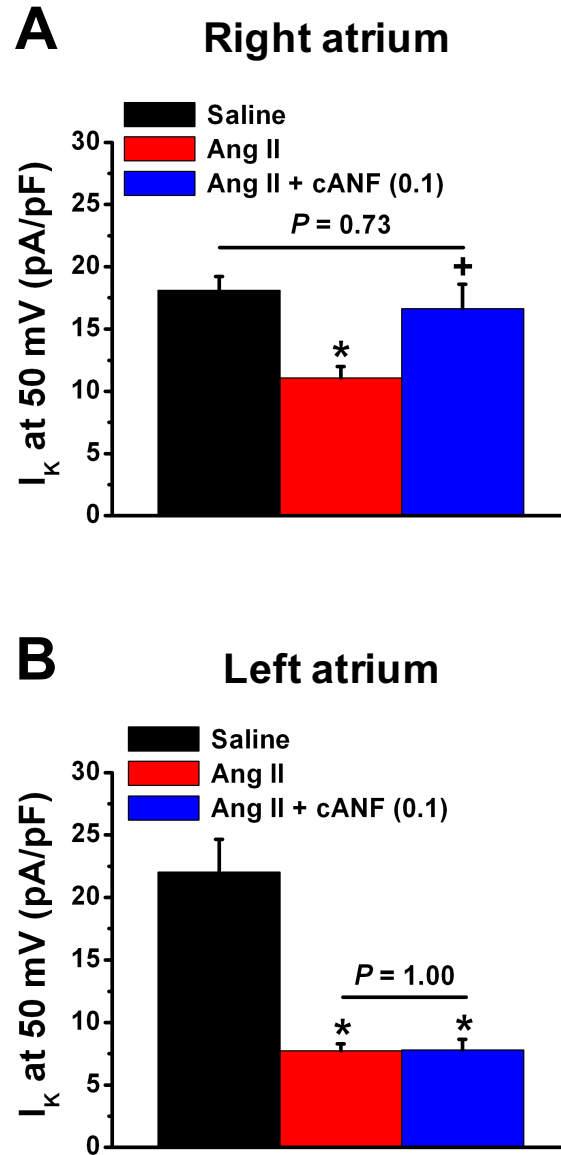 A
Right atrium
Saline
Ang II
Ang II + cANF (0.1)
30
25
20
15
10
5
0
I_K at 50 mV (pA/pF)
P = 0.73
+
*
B
Left atrium
Saline
Ang II
Ang II + cANF (0.1)
30
25
20
15
10
5
0
I_K at 50 mV (pA/pF)
P = 1.00
* *